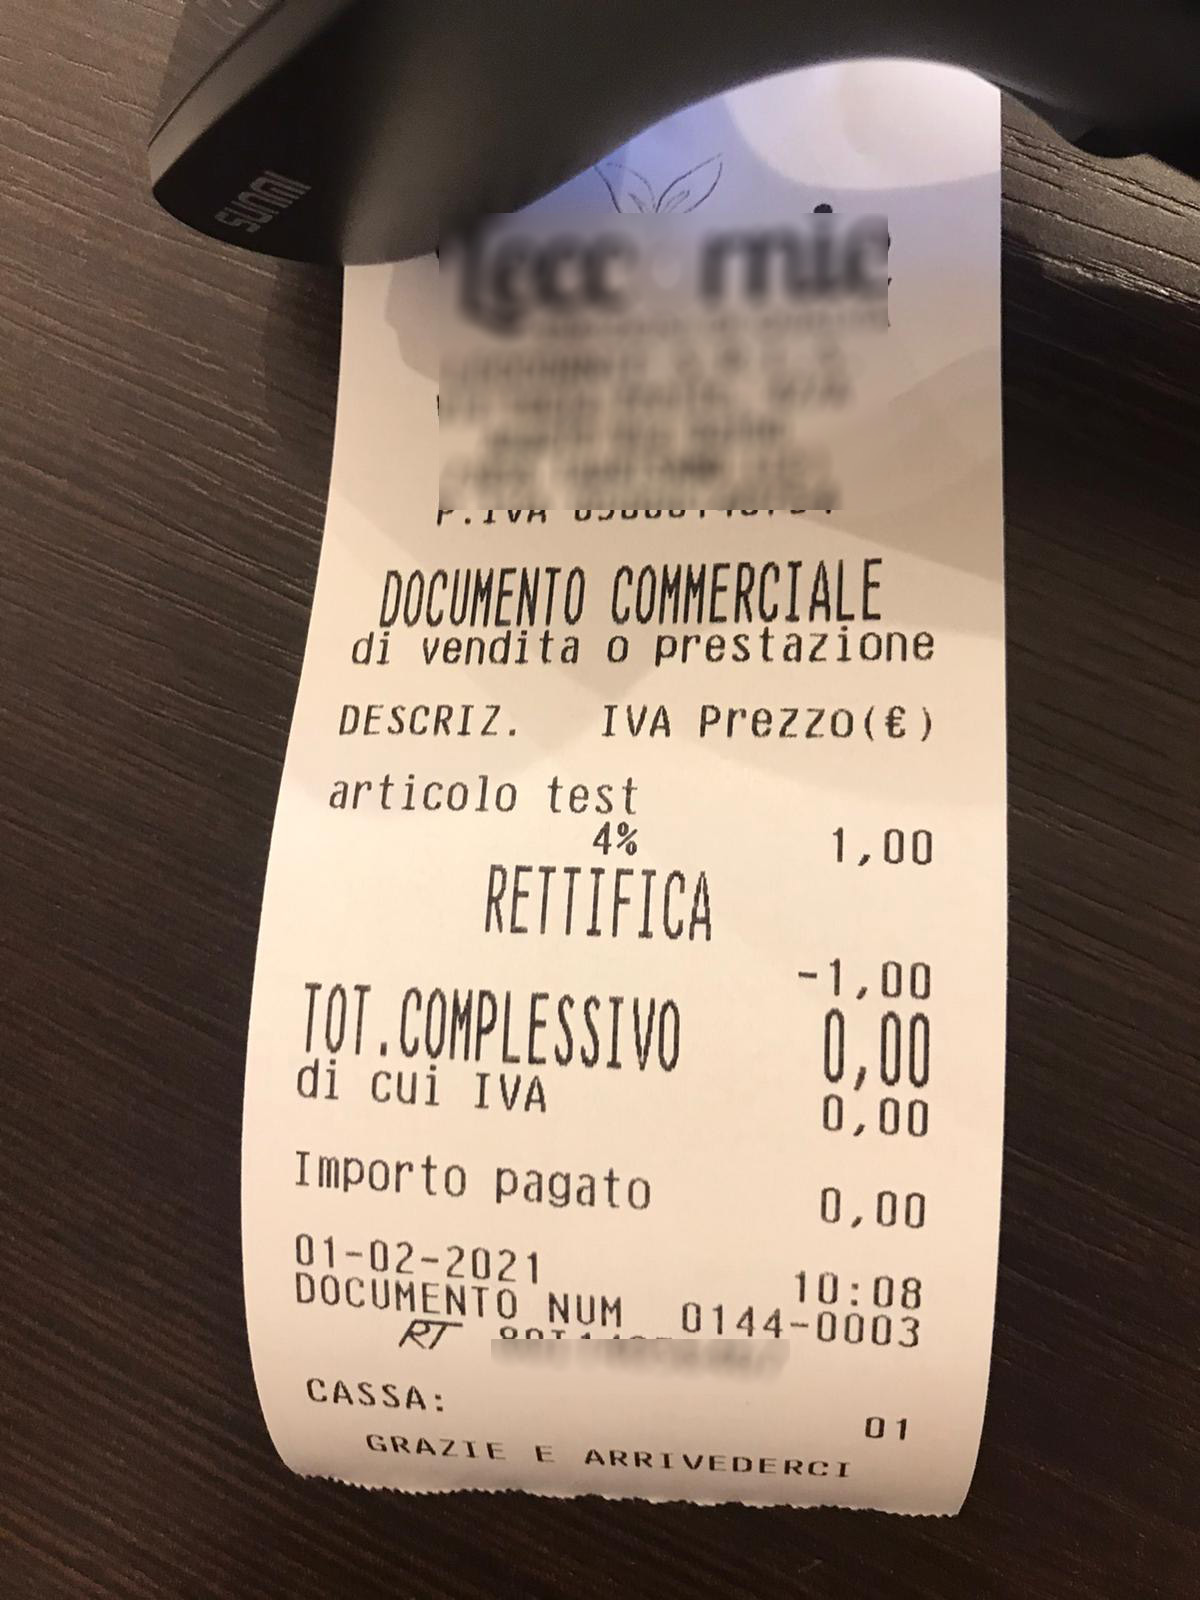 SUNMI
P.IVA
DOCUMENTO COMMERCIALE
di vendita o prestazione
DESCRIZ. IVA Prezzo(€)
articolo test
4% 1,00
RETTIFICA
-1,00
TOT.COMPLESSIVO 0,00
di cui IVA 0,00
Importo pagato 0,00
01-02-2021 10:08
DOCUMENTO NUM 0144-0003
RT
CASSA: 01
GRAZIE E ARRIVEDERCI